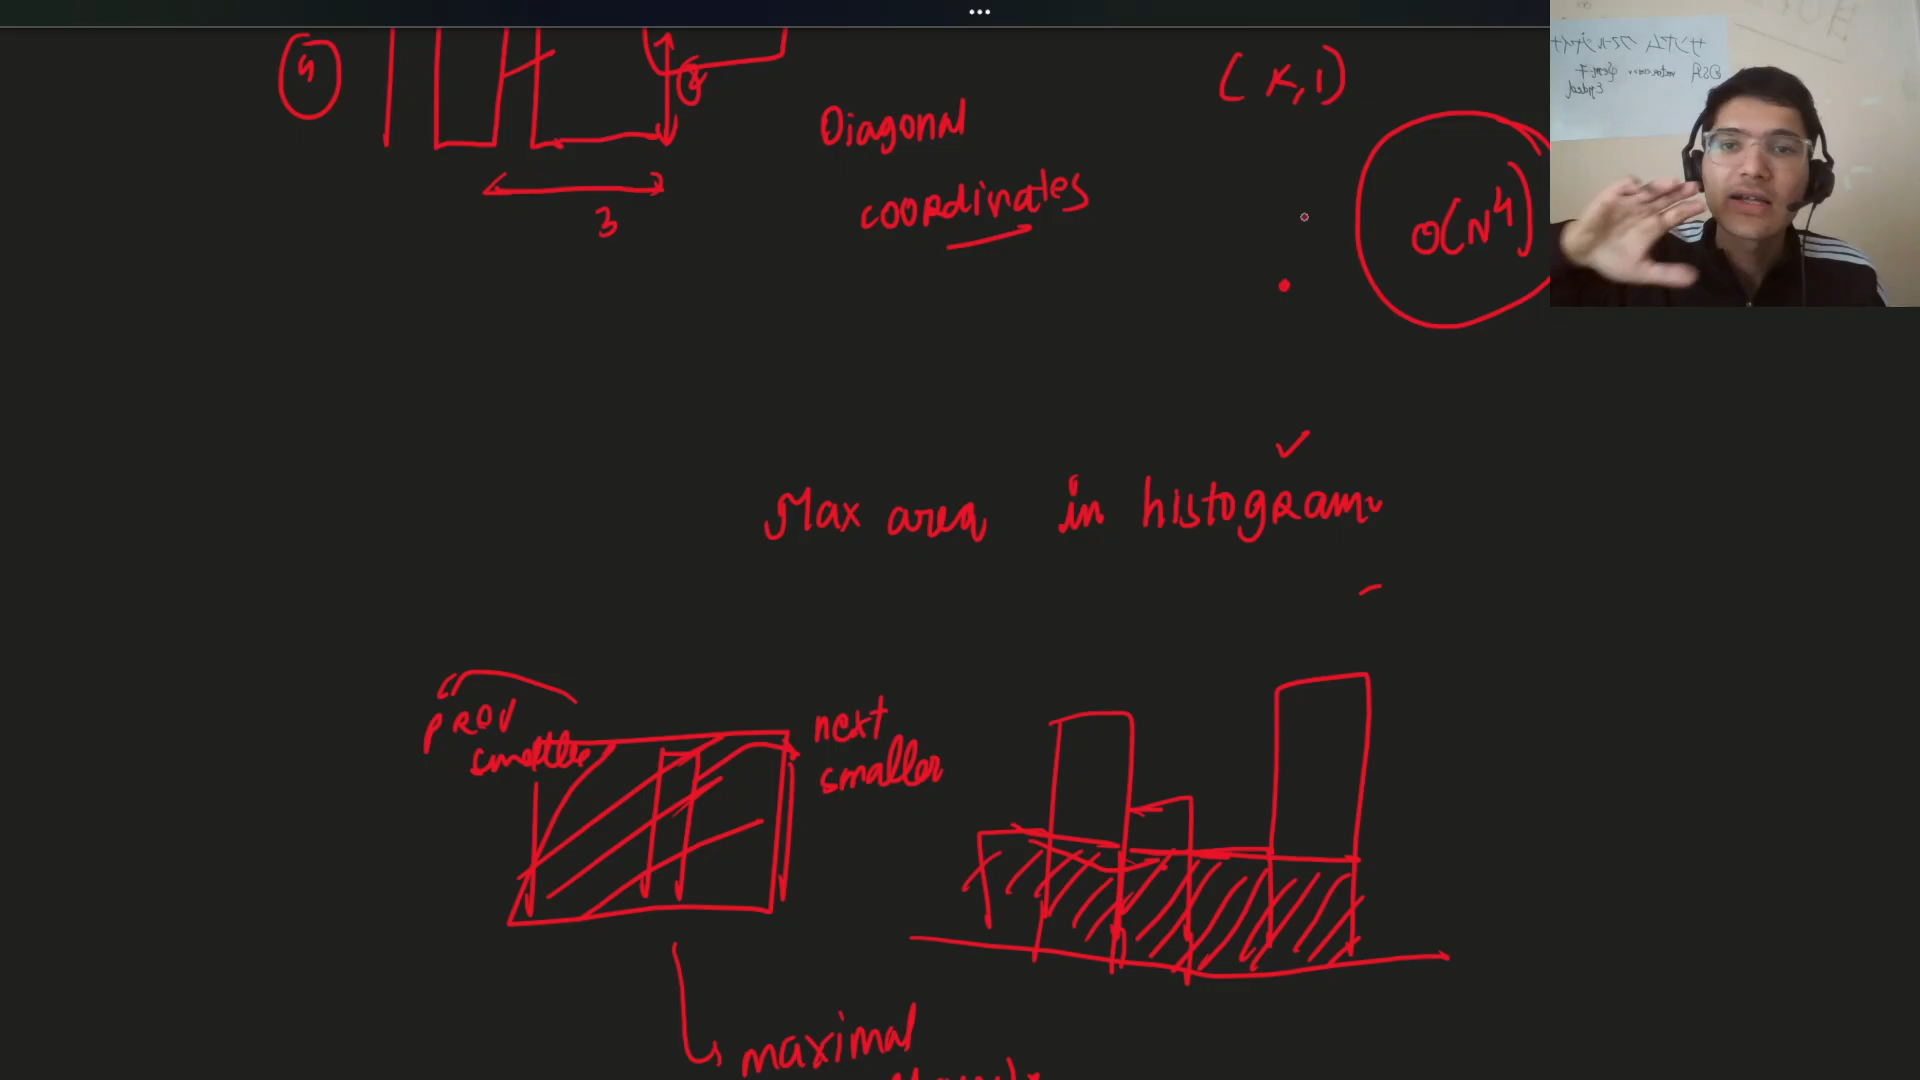 4
3
Diagonal
coordinates
(K,1)
O(N4)
Max area in histogram
prev
smaller
next
smaller
maximal